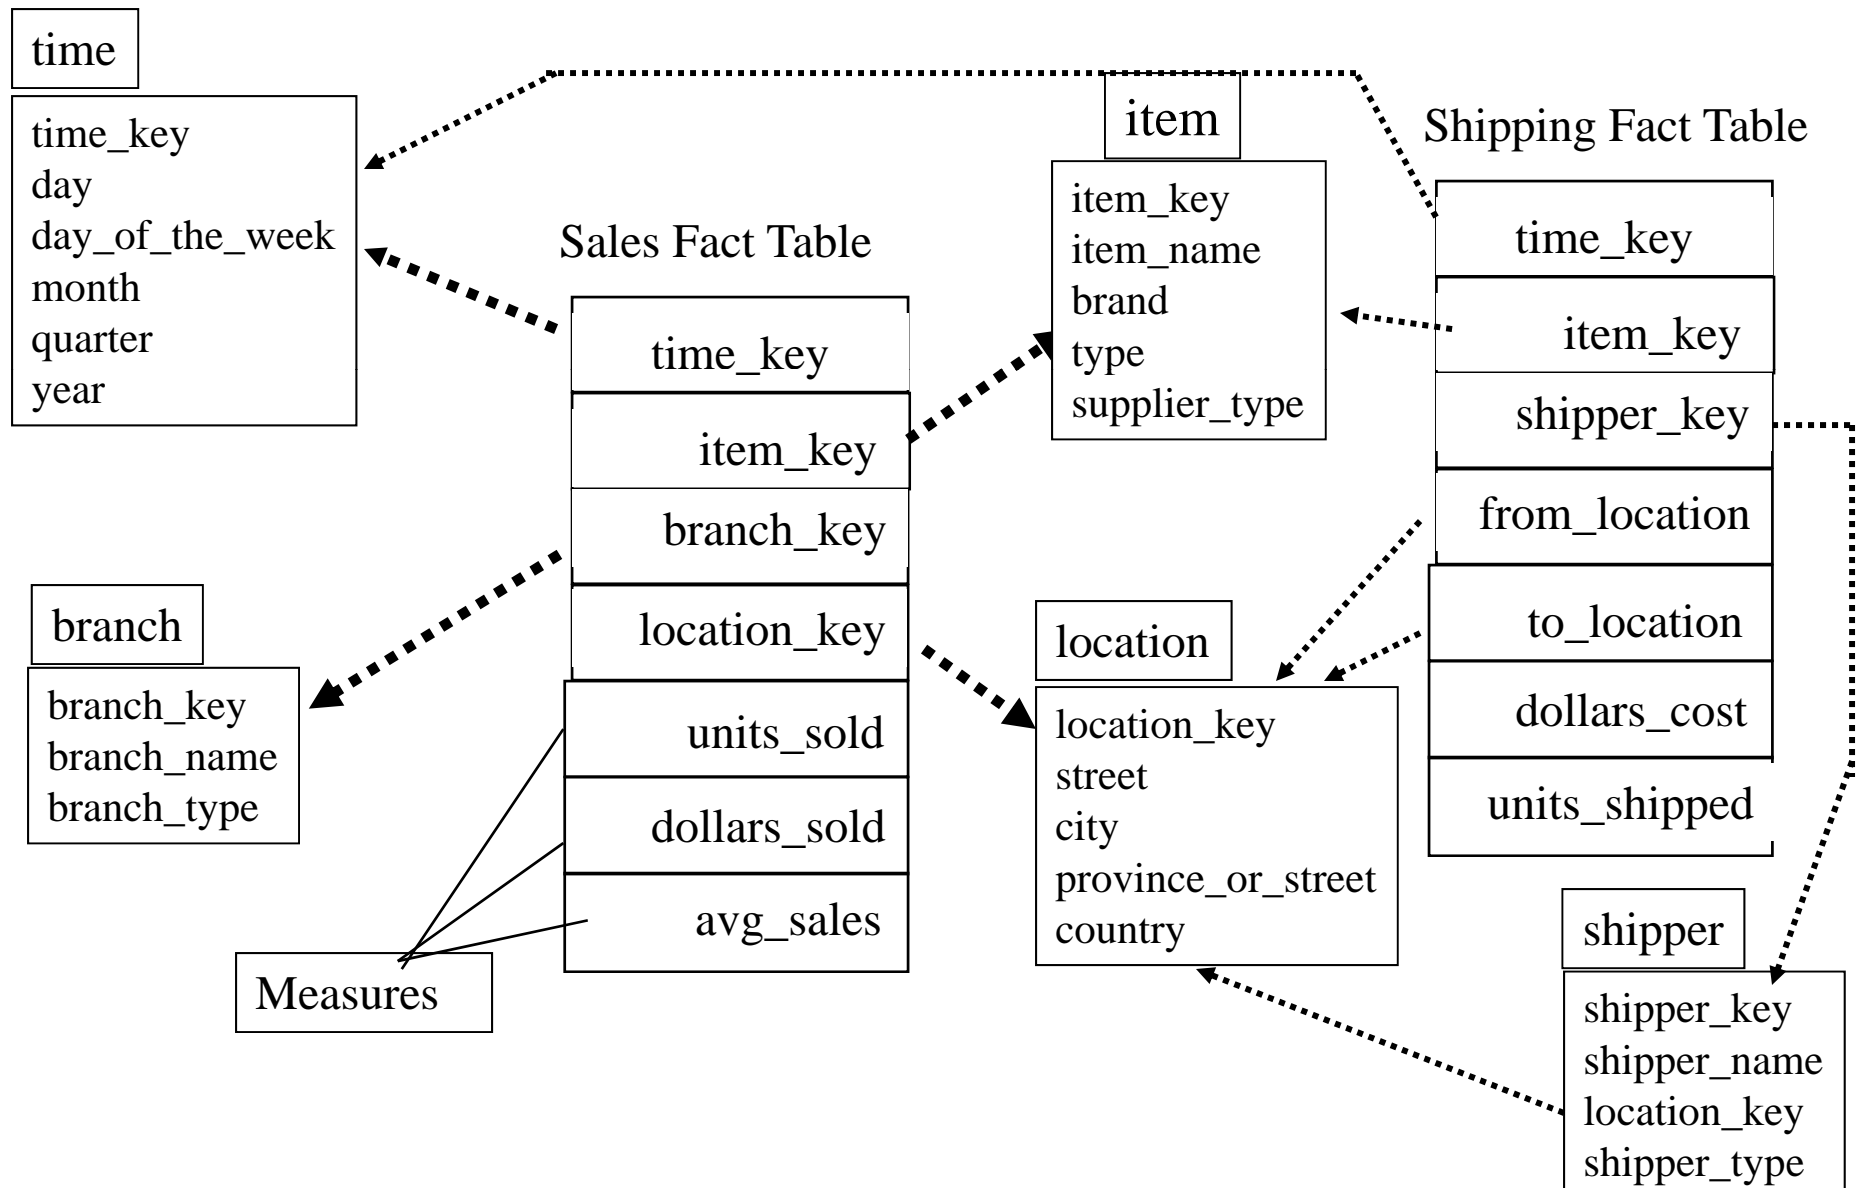 time
time_key
day
day_of_the_week
month
quarter
year
Sales Fact Table
time_key
item_key
branch_key
location_key
units_sold
dollars_sold
avg_sales
Measures
branch
branch_key
branch_name
branch_type
item
item_key
item_name
brand
type
supplier_type
location
location_key
street
city
province_or_street
country
Shipping Fact Table
time_key
item_key
shipper_key
from_location
to_location
dollars_cost
units_shipped
shipper
shipper_key
shipper_name
location_key
shipper_type